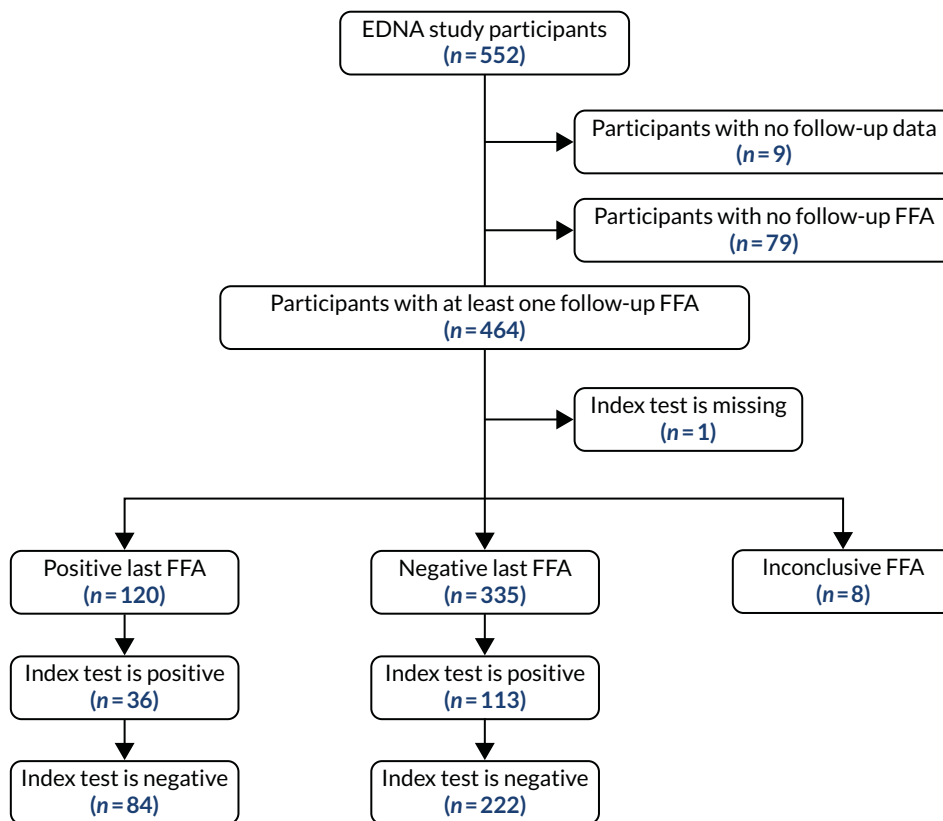 EDNA study participants
(n=552)
Participants with no follow-up data
(n=9)
Participants with no follow-up FFA
(n=79)
Participants with at least one follow-up FFA
(n=464)
Index test is missing
(n=1)
Positive last FFA
(n=120)
Negative last FFA
(n=335)
Inconclusive FFA
(n=8)
Index test is positive
(n=36)
Index test is positive
(n=113)
Index test is negative
(n=84)
Index test is negative
(n=222)